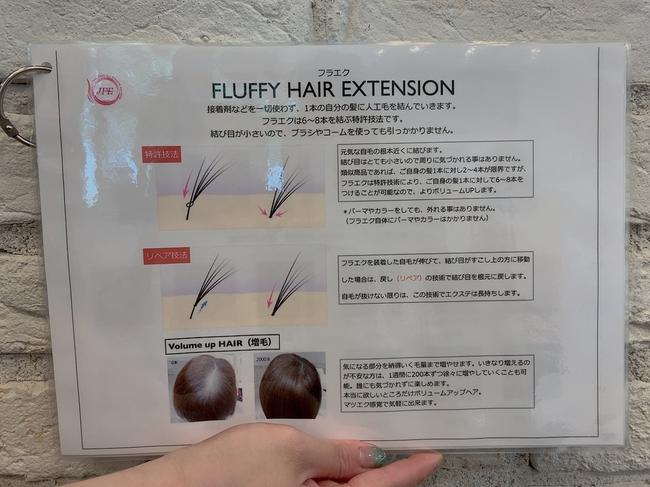 JFE
フラエク
FLUFFY HAIR EXTENSION
接着剤などを一切使わず、1本の自分の髪に人工毛を結んでいきます。
フラエクは6〜8本を結ぶ特許技法です。
結び目が小さいので、ブラシやコームを使っても引っかかりません。
特許技法
元気な自毛の根本近くに結びます。
結び目はとても小さいので周りに気づかれる事はありません。
類似商品であれば、ご自身の髪1本に対し2〜4本が限界ですが、
フラエクは特許技術により、ご自身の髪1本に対して6〜8本を
つけることが可能なので、よりボリュームUPします。
*パーマやカラーをしても、外れる事はありません。
(フラエク自体にパーマやカラーはかかりません)
リペア技法
フラエクを装着した自毛が伸びて、結び目がすこし上の方に移動
した場合は、戻し(リペア)の技術で結び目を根元に戻します。
自毛が抜けない限りは、この技術でエクステは長持ちします。
Volume up HAIR(増毛)
0本
2000本
気になる部分を納得いく毛量まで増やせます。いきなり増えるの
が不安な方は、1週間に200本ずつ徐々に増やしていくことも可
能。誰にも気づかれずに楽しめます。
本当に欲しいところだけボリュームアップヘア。
マツエク感覚で気軽に出来ます。